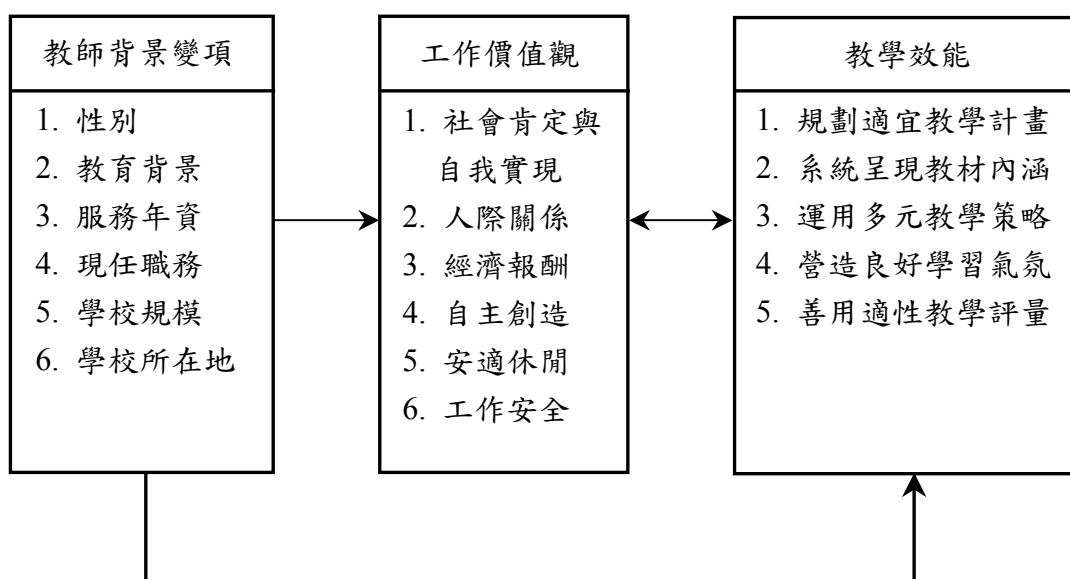 教師背景變項
1. 性別
2. 教育背景
3. 服務年資
4. 現任職務
5. 學校規模
6. 學校所在地
工作價值觀
1. 社會肯定與
自我實現
2. 人際關係
3. 經濟報酬
4. 自主創造
5. 安適休閒
6. 工作安全
教學效能
1. 規劃適宜教學計畫
2. 系統呈現教材內涵
3. 運用多元教學策略
4. 營造良好學習氣氛
5. 善用適性教學評量